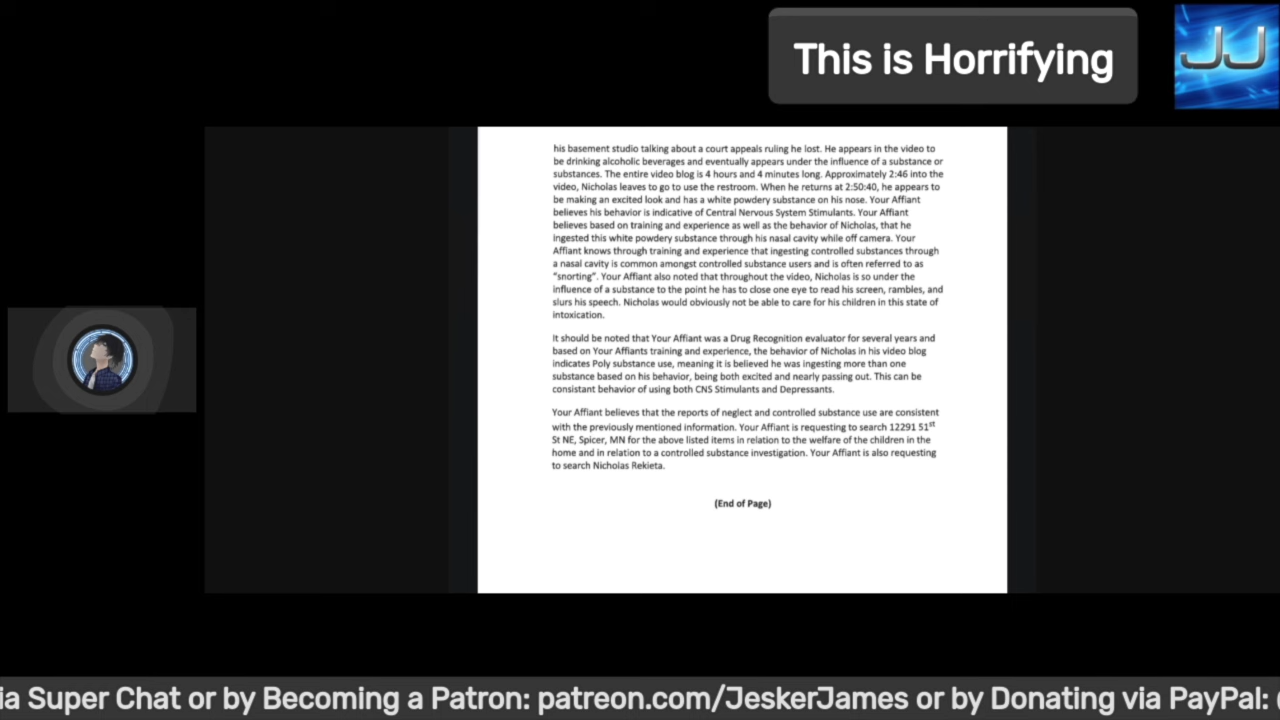 This is Horrifying
JJ
his basement studio talking about a court appeals ruling he lost. He appears in the video to
be drinking alcoholic beverages and eventually appears under the influence of a substance or
substances. The entire video blog is 4 hours and 4 minutes long. Approximately 2:46 into the
video, Nicholas leaves to go to use the restroom. When he returns at 2:50:40, he appears to
be making an excited look and has a white powdery substance on his nose. Your Affiant
believes his behavior is indicative of Central Nervous System Stimulants. Your Affiant
believes based on training and experience as well as the behavior of Nicholas, that he
ingested this white powdery substance through his nasal cavity while off camera. Your
Affiant knows through training and experience that ingesting controlled substances through
a nasal cavity is common amongst controlled substance users and is often referred to as
"snorting". Your Affiant also noted that throughout the video, Nicholas is so under the
influence of a substance to the point he has to close one eye to read his screen, rambles, and
slurs his speech. Nicholas would obviously not be able to care for his children in this state of
intoxication.
It should be noted that Your Affiant was a Drug Recognition evaluator for several years and
based on Your Affiants training and experience, the behavior of Nicholas in his video blog
indicates Poly substance use, meaning it is believed he was ingesting more than one
substance based on his behavior, being both excited and nearly passing out. This can be
consistant behavior of using both CNS Stimulants and Depressants.
Your Affiant believes that the reports of neglect and controlled substance use are consistent
with the previously mentioned information. Your Affiant is requesting to search 12291 51st
St NE, Spicer, MN for the above listed items in relation to the welfare of the children in the
home and in relation to a controlled substance investigation. Your Affiant is also requesting
to search Nicholas Rekieta.
(End of Page)
ia Super Chat or by Becoming a Patron: patreon.com/JeskerJames or by Donating via PayPal: